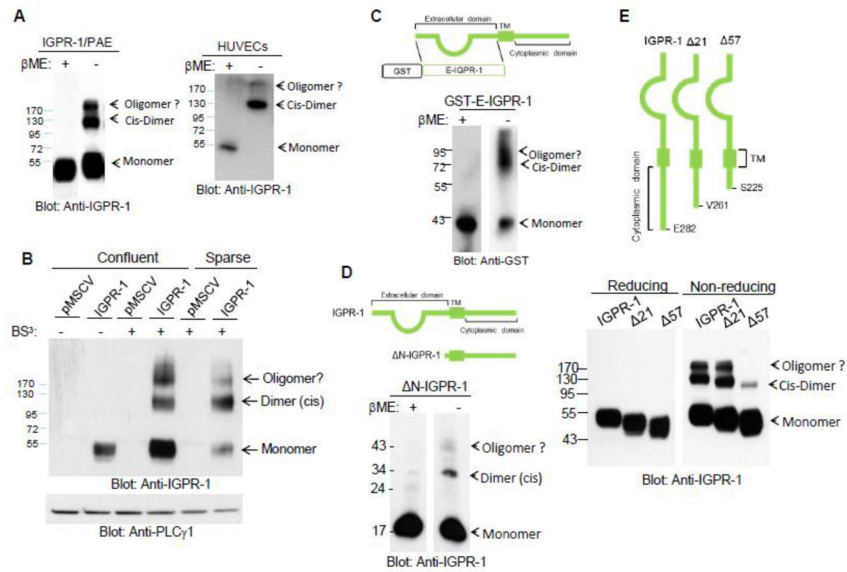 A
IGPR-1/PAE
βME: + -
170
130
95
72
55
Oligomer ?
Cis-Dimer
Monomer
Blot: Anti-IGPR-1
HUVECs
βME: + -
170
130
95
72
55
Oligomer ?
Cis-Dimer
Monomer
Blot: Anti-IGPR-1
B
Confluent Sparse
pMSCV IGPR-1 pMSCV IGPR-1 pMSCV IGPR-1
BS³: - - + + + +
170
130
95
72
55
Oligomer?
Dimer (cis)
Monomer
Blot: Anti-IGPR-1
Blot: Anti-PLCγ1
C
Extracellular domain TM
Cytoplasmic domain
GST E-IGPR-1
GST-E-IGPR-1
βME: + -
95
72
43
Oligomer?
Cis-Dimer
Monomer
Blot: Anti-GST
D
Extracellular domain TM
IGPR-1
Cytoplasmic domain
ΔN-IGPR-1
ΔN-IGPR-1
βME: + -
43
34
24
17
Oligomer ?
Dimer (cis)
Monomer
Blot: Anti-IGPR-1
E
IGPR-1 Δ21 Δ57
TM
Cytoplasmic domain
S225
V261
E282
Reducing Non-reducing
IGPR-1 Δ21 Δ57 IGPR-1 Δ21 Δ57
170
130
95
55
43
Oligomer ?
Cis-Dimer
Monomer
Blot: Anti-IGPR-1